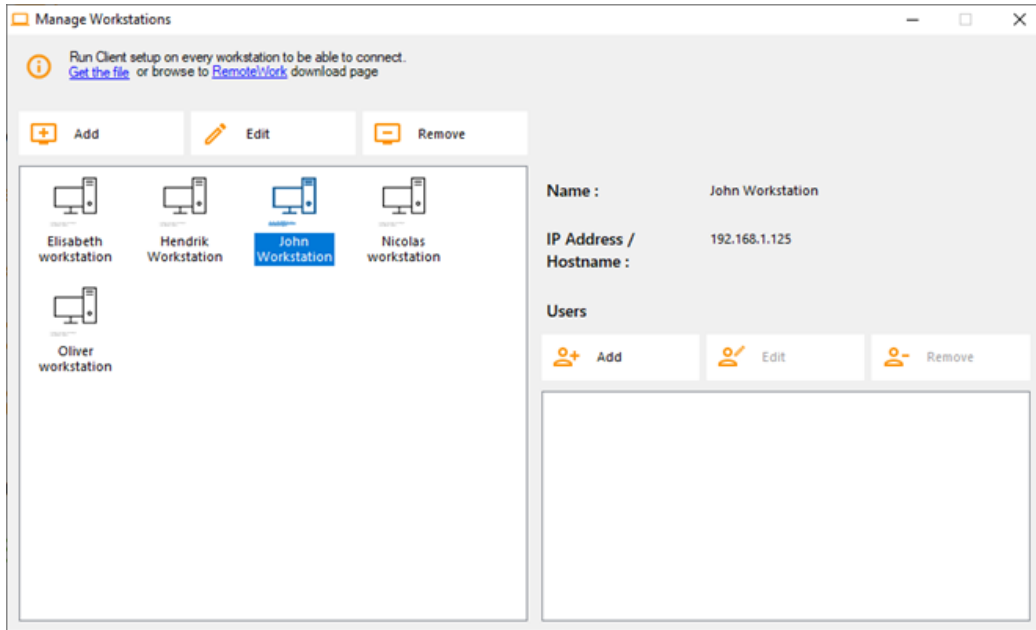 Manage Workstations
Run Client setup on every workstation to be able to connect.
Get the file or browse to RemoteWork download page
Add
Edit
Remove
Elisabeth
workstation
Hendrik
Workstation
John
Workstation
Nicolas
workstation
Oliver
workstation
Name :
John Workstation
IP Address /
Hostname :
192.168.1.125
Users
Add
Edit
Remove